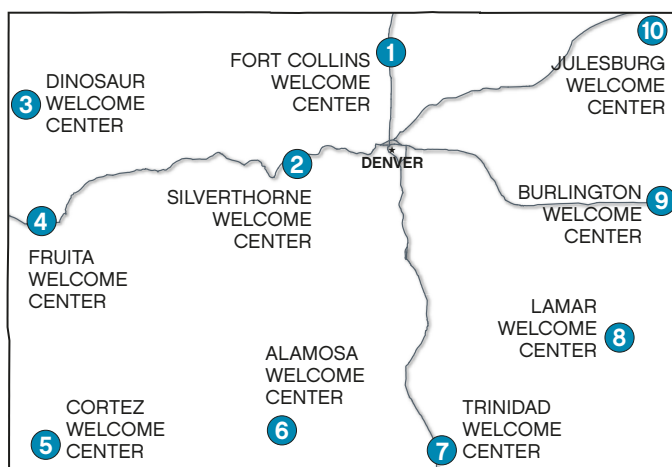 1
FORT COLLINS
WELCOME
CENTER
10
JULESBURG
WELCOME
CENTER
3
DINOSAUR
WELCOME
CENTER
DENVER
2
SILVERTHORNE
WELCOME
CENTER
4
FRUITA
WELCOME
CENTER
BURLINGTON
WELCOME
CENTER
9
LAMAR
WELCOME
CENTER
8
ALAMOSA
WELCOME
CENTER
6
5
CORTEZ
WELCOME
CENTER
7
TRINIDAD
WELCOME
CENTER